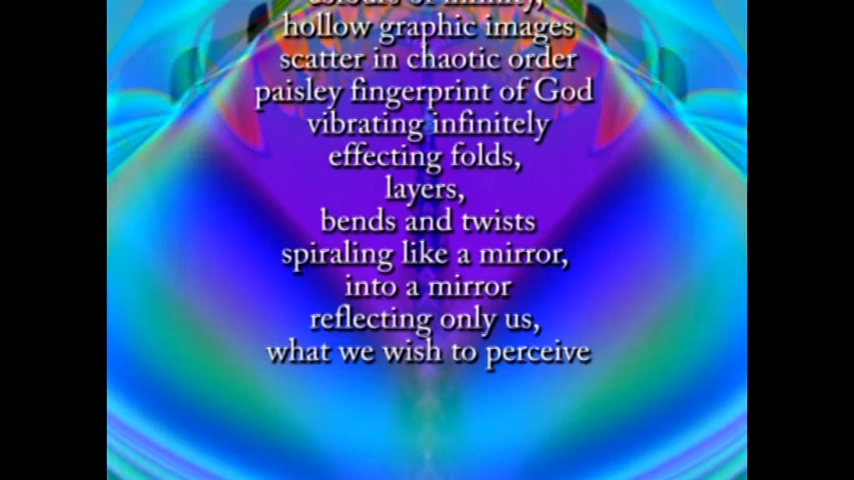 colours of infinity,
hollow graphic images
scatter in chaotic order
paisley fingerprint of God
vibrating infinitely
effecting folds,
layers,
bends and twists
spiraling like a mirror,
into a mirror
reflecting only us,
what we wish to perceive